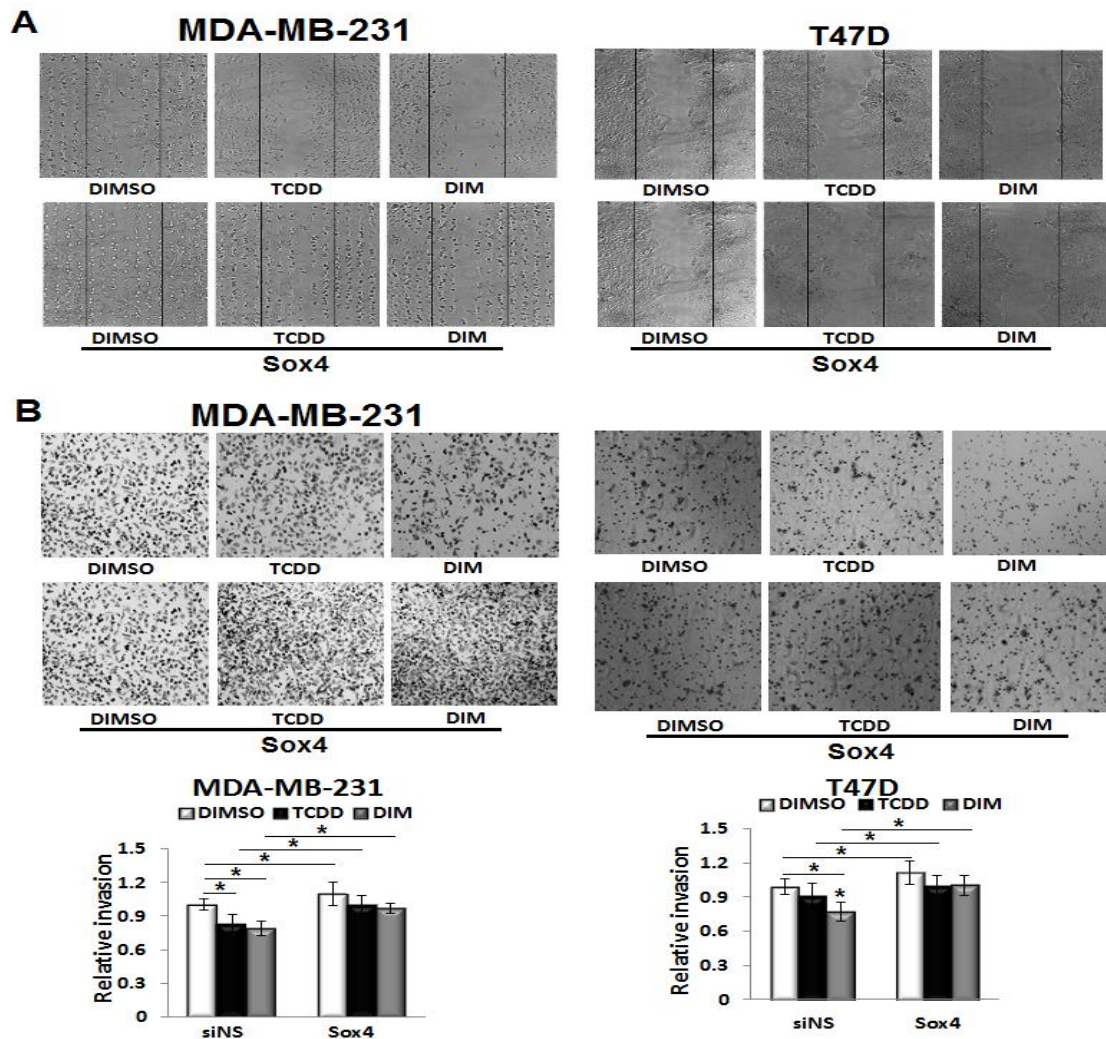 A
MDA-MB-231
T47D
DIMSO TCDD DIM
DIMSO TCDD DIM
DIMSO TCDD DIM
DIMSO TCDD DIM
Sox4
Sox4
B
MDA-MB-231
DIMSO TCDD DIM
DIMSO TCDD DIM
DIMSO TCDD DIM
DIMSO TCDD DIM
Sox4
Sox4
MDA-MB-231
DIMSO TCDD DIM
*
*
*
*
*
Relative invasion
1.5
1.2
0.9
0.6
0.3
0
siNS Sox4
T47D
DIMSO TCDD DIM
*
*
*
*
*
Relative invasion
1.5
1.2
0.9
0.6
0.3
0
siNS Sox4